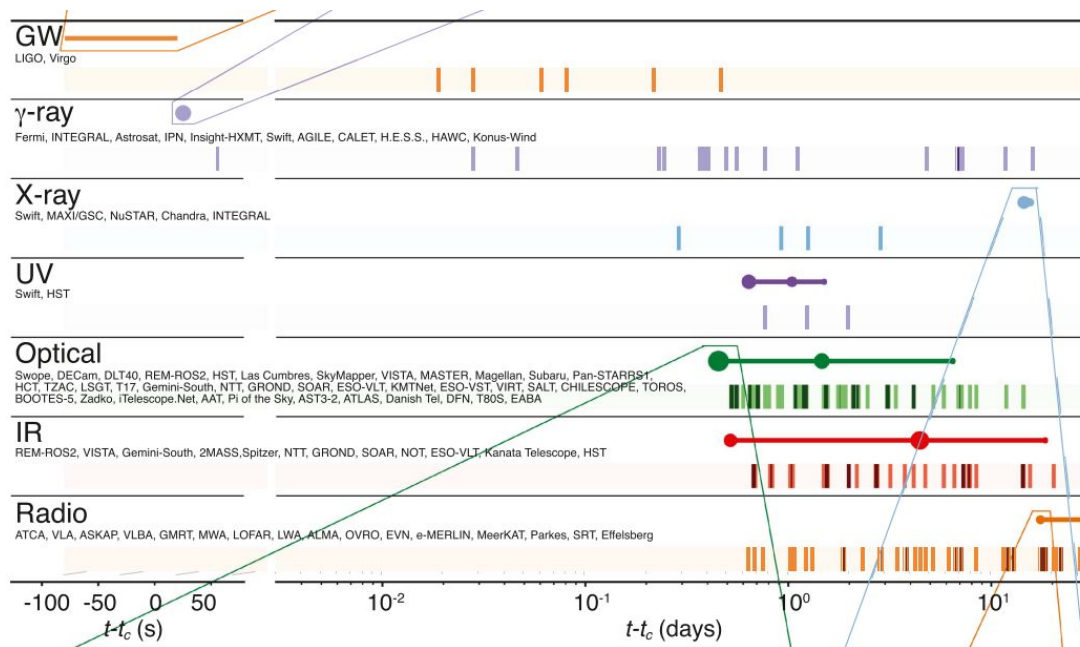 GW
LIGO, Virgo
γ-ray
Fermi, INTEGRAL, Astrosat, IPN, Insight-HXMT, Swift, AGILE, CALET, H.E.S.S., HAWC, Konus-Wind
X-ray
Swift, MAXI/GSC, NuSTAR, Chandra, INTEGRAL
UV
Swift, HST
Optical
Swope, DECam, DLT40, REM-ROS2, HST, Las Cumbres, SkyMapper, VISTA, MASTER, Magellan, Subaru, Pan-STARRS1,
HCT, TZAC, LSGT, T17, Gemini-South, NTT, GROND, SOAR, ESO-VLT, KMTNet, ESO-VST, VIRT, SALT, CHILESCOPE, TOROS,
BOOTES-5, Zadko, iTelescope.Net, AAT, Pi of the Sky, AST3-2, ATLAS, Danish Tel, DFN, T80S, EABA
IR
REM-ROS2, VISTA, Gemini-South, 2MASS,Spitzer, NTT, GROND, SOAR, NOT, ESO-VLT, Kanata Telescope, HST
Radio
ATCA, VLA, ASKAP, VLBA, GMRT, MWA, LOFAR, LWA, ALMA, OVRO, EVN, e-MERLIN, MeerKAT, Parkes, SRT, Effelsberg
-100 -50 0 50 10⁻² 10⁻¹ 10⁰ 10¹
t-t_c (s) t-t_c (days)